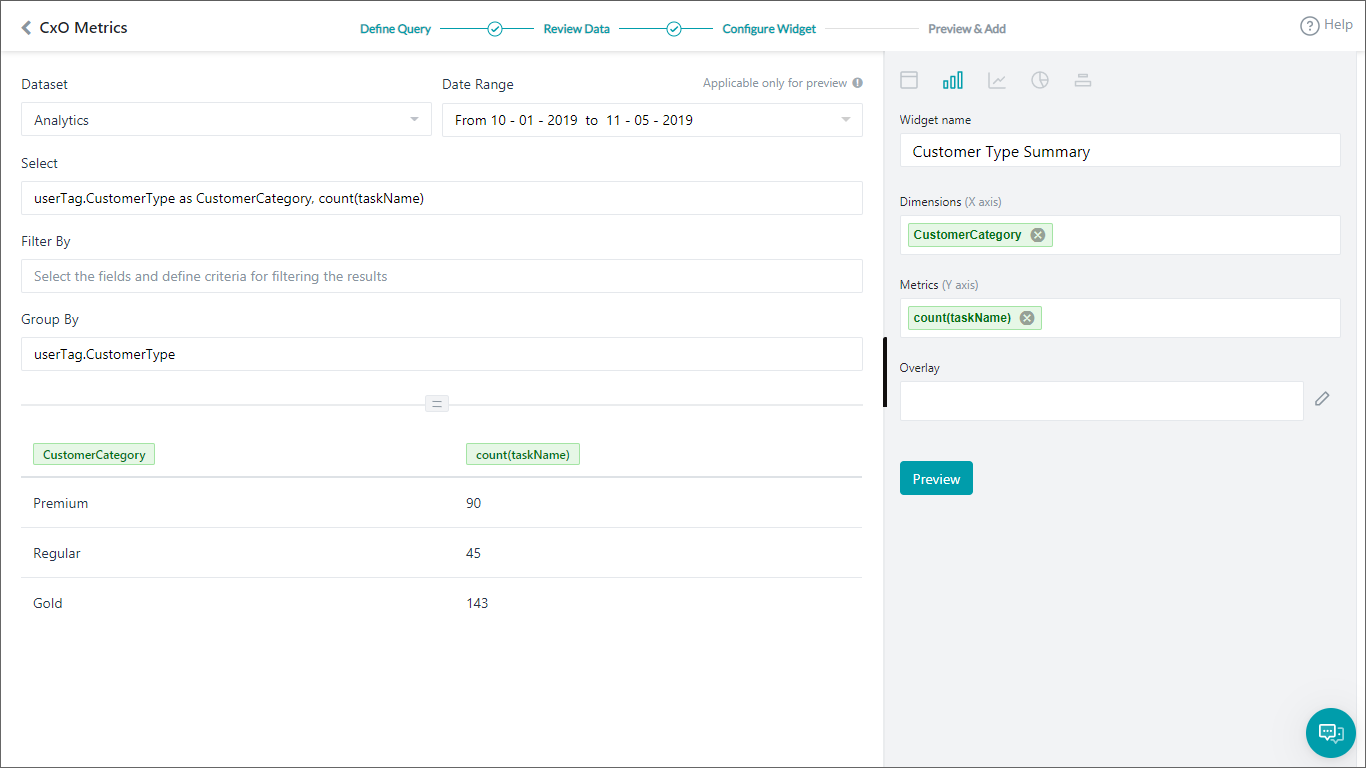 CxO Metrics
Define Query
Review Data
Configure Widget
Preview & Add
Help
Dataset
Date Range
Applicable only for preview
Analytics
From 10 - 01 - 2019 to 11 - 05 - 2019
Select
userTag.CustomerType as CustomerCategory, count(taskName)
Filter By
Select the fields and define criteria for filtering the results
Group By
userTag.CustomerType
CustomerCategory count(taskName)
Premium 90
Regular 45
Gold 143
Widget name
Customer Type Summary
Dimensions (X axis)
CustomerCategory
Metrics (Y axis)
count(taskName)
Overlay
Preview